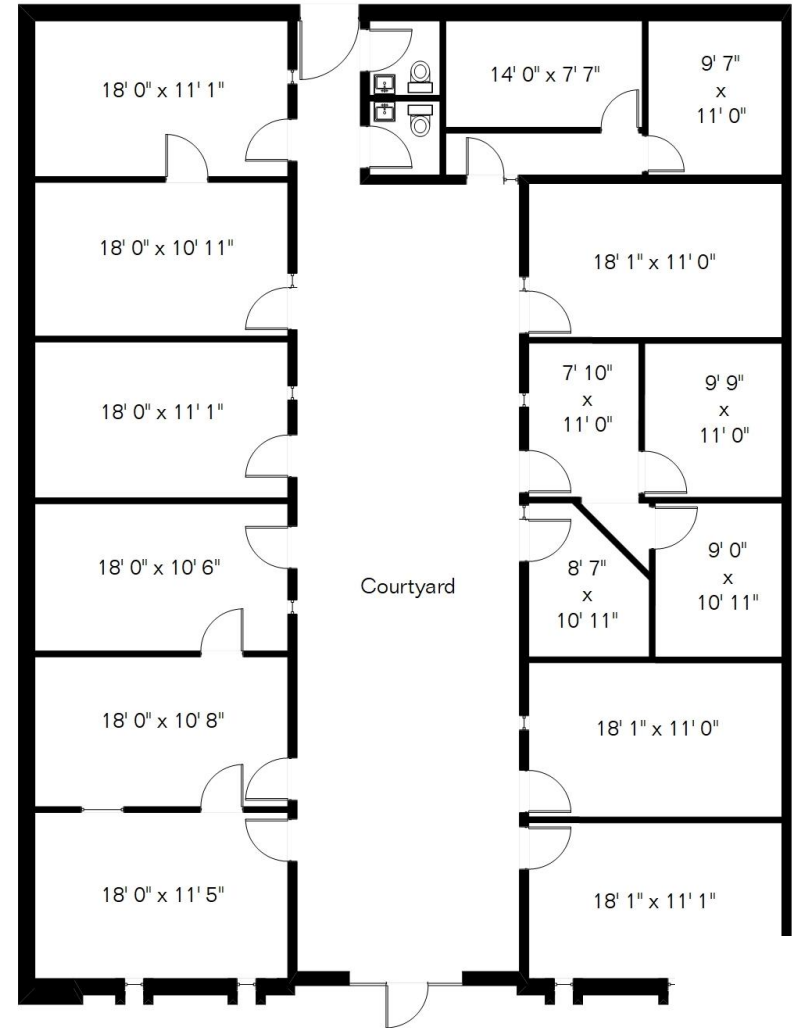 18' 0" x 11' 1"
14' 0" x 7' 7"
9' 7"
x
11' 0"
18' 0" x 10' 11"
18' 1" x 11' 0"
18' 0" x 11' 1"
7' 10"
x
11' 0"
9' 9"
x
11' 0"
18' 0" x 10' 6"
Courtyard
8' 7"
x
10' 11"
9' 0"
x
10' 11"
18' 0" x 10' 8"
18' 1" x 11' 0"
18' 0" x 11' 5"
18' 1" x 11' 1"